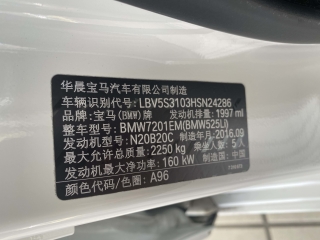 华晨宝马汽车有限公司制造
车辆识别代号:LBV5S3103HSN24286
品牌:宝马(BMW)牌 发动机排量:1997 ml
整车型号:BMW7201EM(BMW525Li)
发动机型号:N20B20C 制造年月:2016.09
最大允许总质量:2250 kg 乘坐人数:5人
发动机最大净功率:160 kW 制造国:中国
颜色代码/色圈:A96